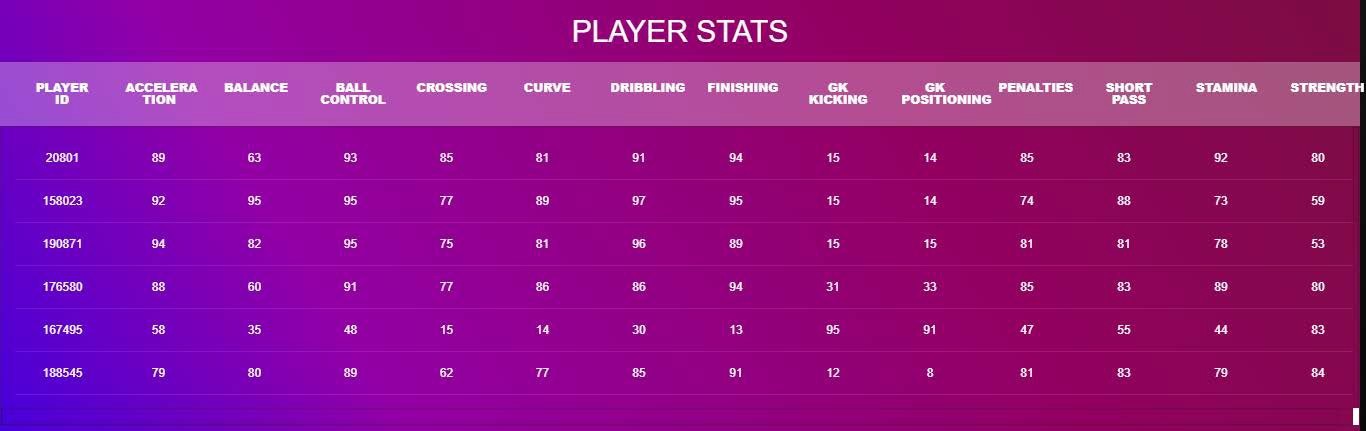 PLAYER STATS
PLAYER ID ACCELERATION BALANCE BALL CONTROL CROSSING CURVE DRIBBLING FINISHING GK KICKING GK POSITIONING PENALTIES SHORT PASS STAMINA STRENGTH
20801 89 63 93 85 81 91 94 15 14 85 83 92 80
158023 92 95 95 77 89 97 95 15 14 74 88 73 59
190871 94 82 95 75 81 96 89 15 15 81 81 78 53
176580 88 60 91 77 86 86 94 31 33 85 83 89 80
167495 58 35 48 15 14 30 13 95 91 47 55 44 83
188545 79 80 89 62 77 85 91 12 8 81 83 79 84